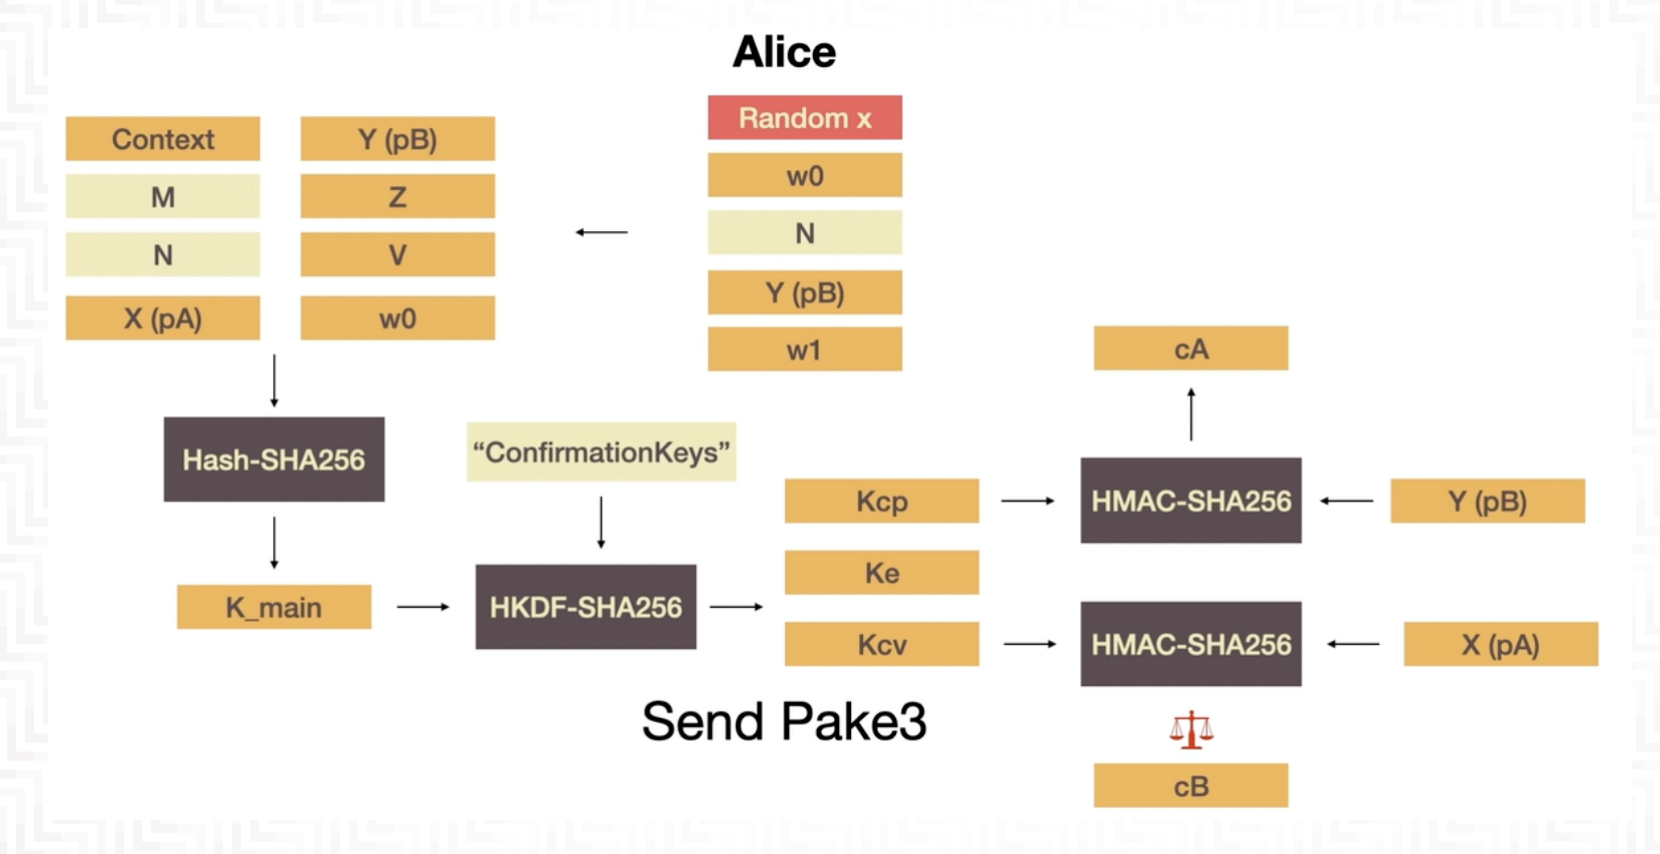 Alice
Context
M
N
X (pA)
Y (pB)
Z
V
w0
Random x
w0
N
Y (pB)
w1
Hash-SHA256
K_main
“ConfirmationKeys”
HKDF-SHA256
Kcp
Ke
Kcv
cA
HMAC-SHA256
Y (pB)
HMAC-SHA256
X (pA)
cB
Send Pake3